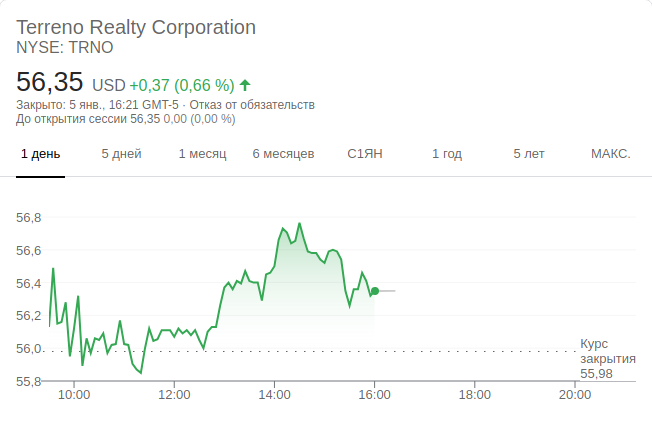 Terreno Realty Corporation
NYSE: TRNO
56,35 USD +0,37 (0,66 %)
Закрыто: 5 янв., 16:21 GMT-5 · Отказ от обязательств
До открытия сессии 56,35 0,00 (0,00 %)
1 день 5 дней 1 месяц 6 месяцев С1ЯН 1 год 5 лет МАКС.
56,8
56,6
56,4
56,2
56,0
55,8
Курс
закрытия
55,98
10:00 12:00 14:00 16:00 18:00 20:00